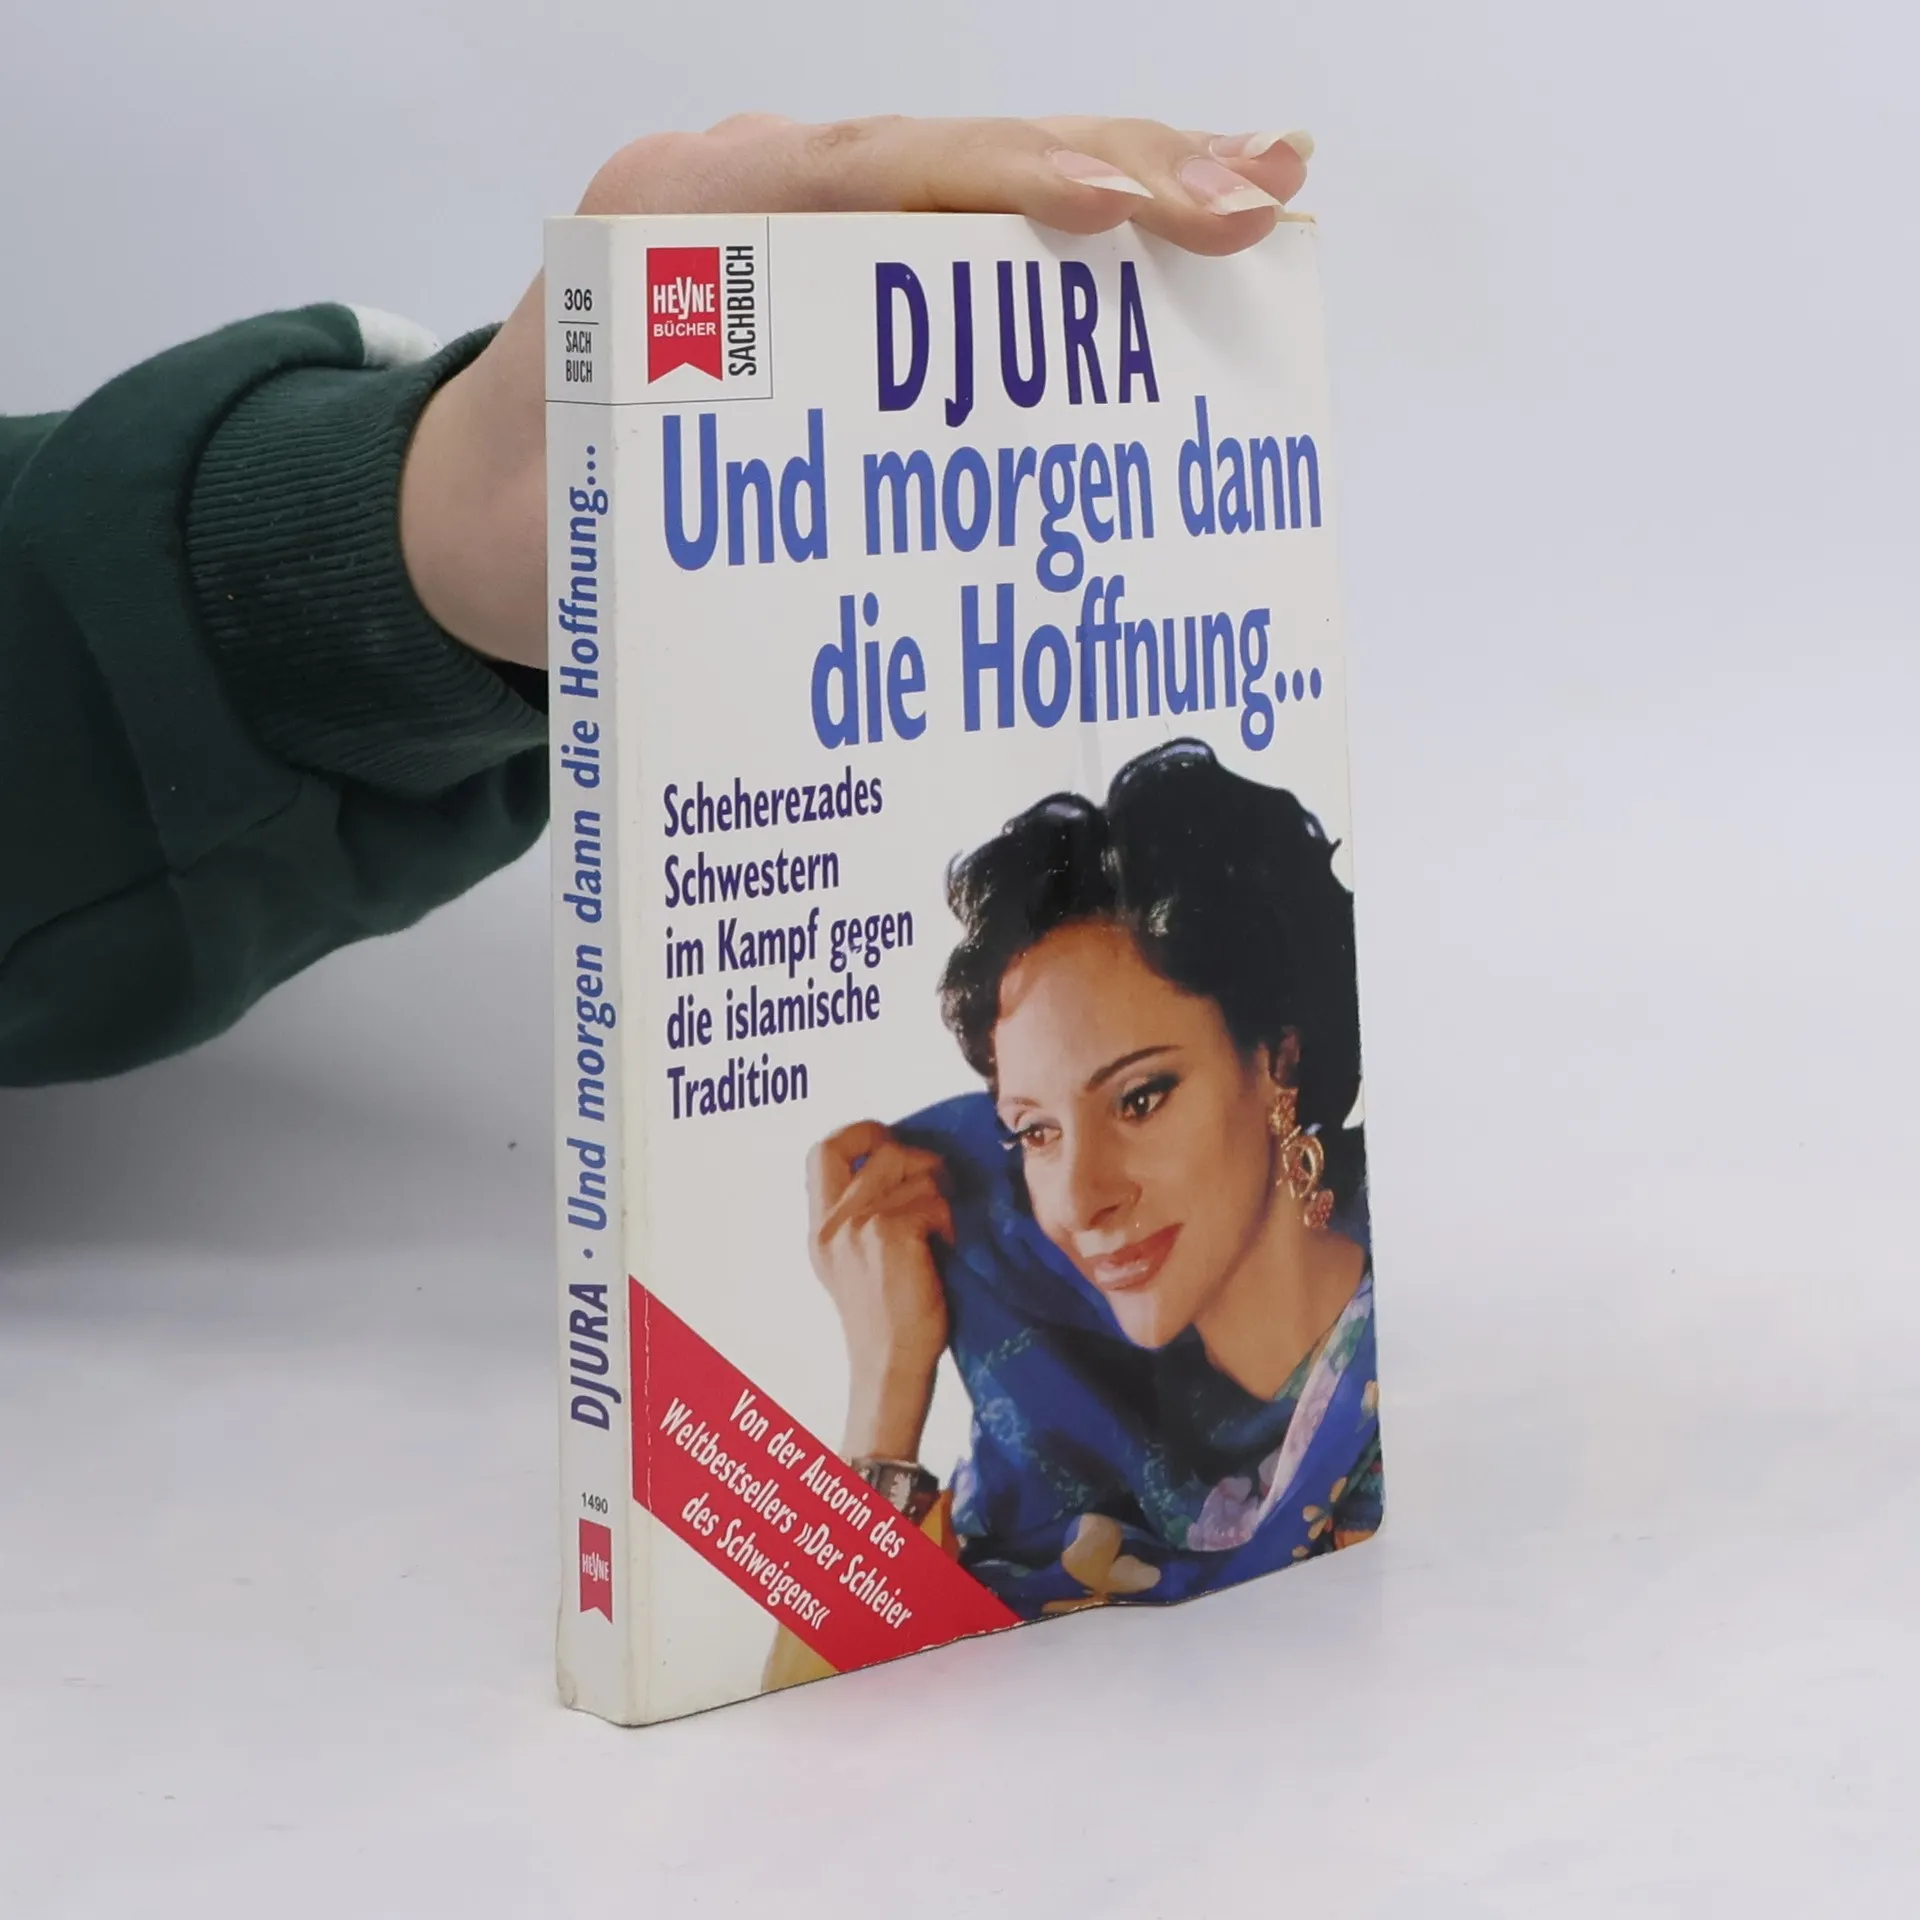 306
SACH
BUCH
DJURA · Und morgen dann die Hoffnung...
1490
HEYNE
HEYNE
BÜCHER
SACHBUCH
DJURA
Und morgen dann
die Hoffnung...
Scheherezades
Schwestern
im Kampf gegen
die islamische
Tradition
Von der Autorin des
Weltbestsellers »Der Schleier
des Schweigens«